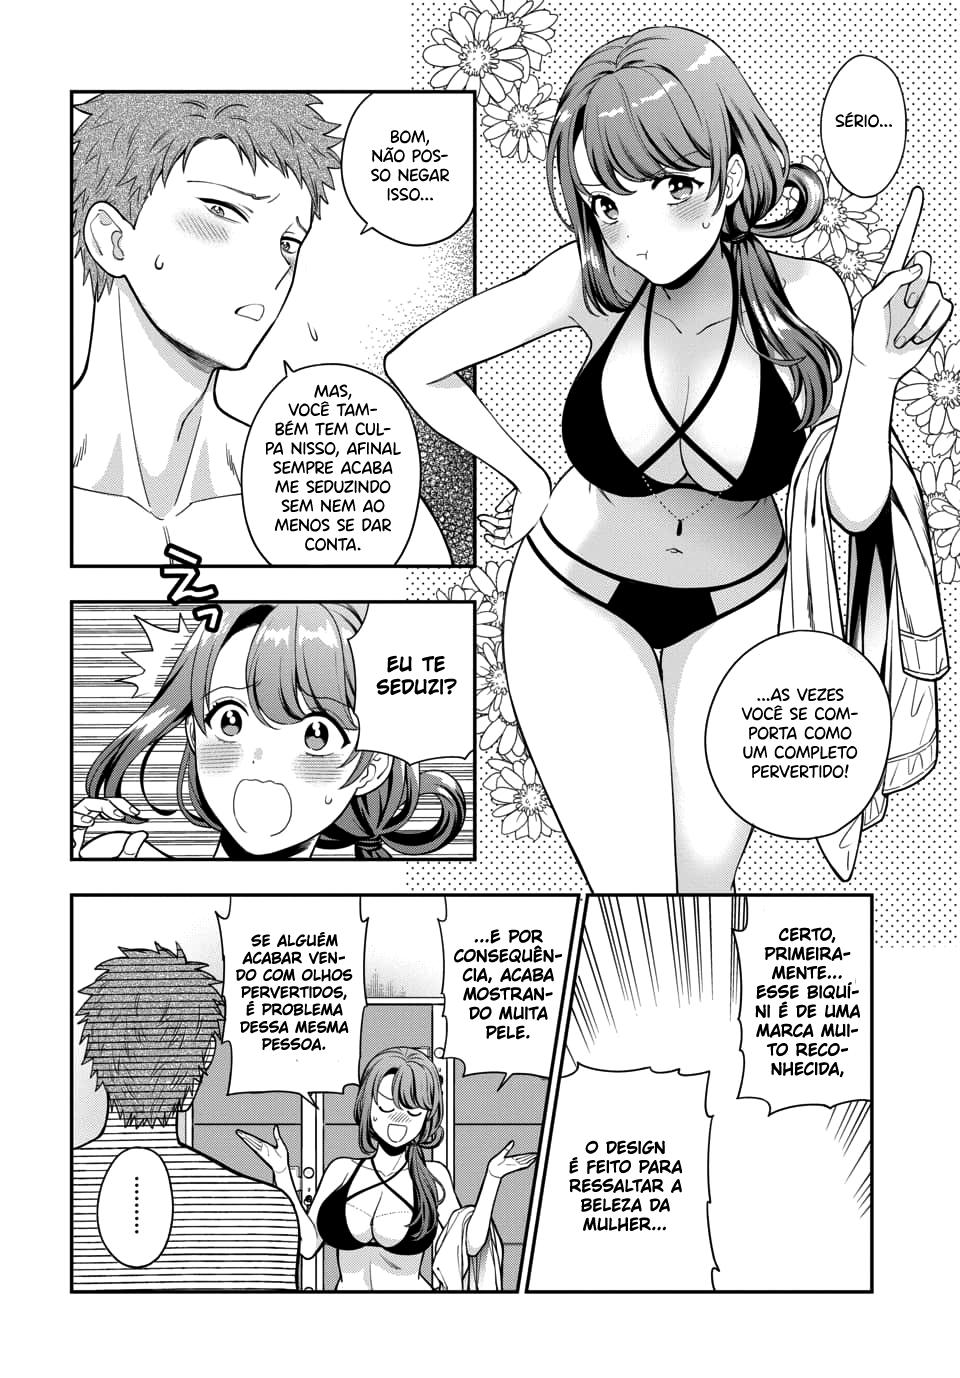 SÉRIO...
...AS VEZES
VOCÊ SE COM-
PORTA COMO
UM COMPLETO
PERVERTIDO!
BOM,
NÃO POS-
SO NEGAR
ISSO...
MAS,
VOCÊ TAM-
BÉM TEM CUL-
PA NISSO, AFINAL
SEMPRE ACABA
ME SEDUZINDO
SEM NEM AO
MENOS SE DAR
CONTA.
え
EU TE
SEDUZI?
CERTO,
PRIMEIRA-
MENTE...
ESSE BIQUÍ-
NI É DE UMA
MARCA MUI-
TO RECO-
NHECIDA,
O DESIGN
É FEITO PARA
RESSALTAR A
BELEZA DA
MULHER...
...E POR
CONSEQUÊN-
CIA, ACABA
MOSTRAN-
DO MUITA
PELE.
SE ALGUÉM
ACABAR VEN-
DO COM OLHOS
PERVERTIDOS,
É PROBLEMA
DESSA MESMA
PESSOA.
.........